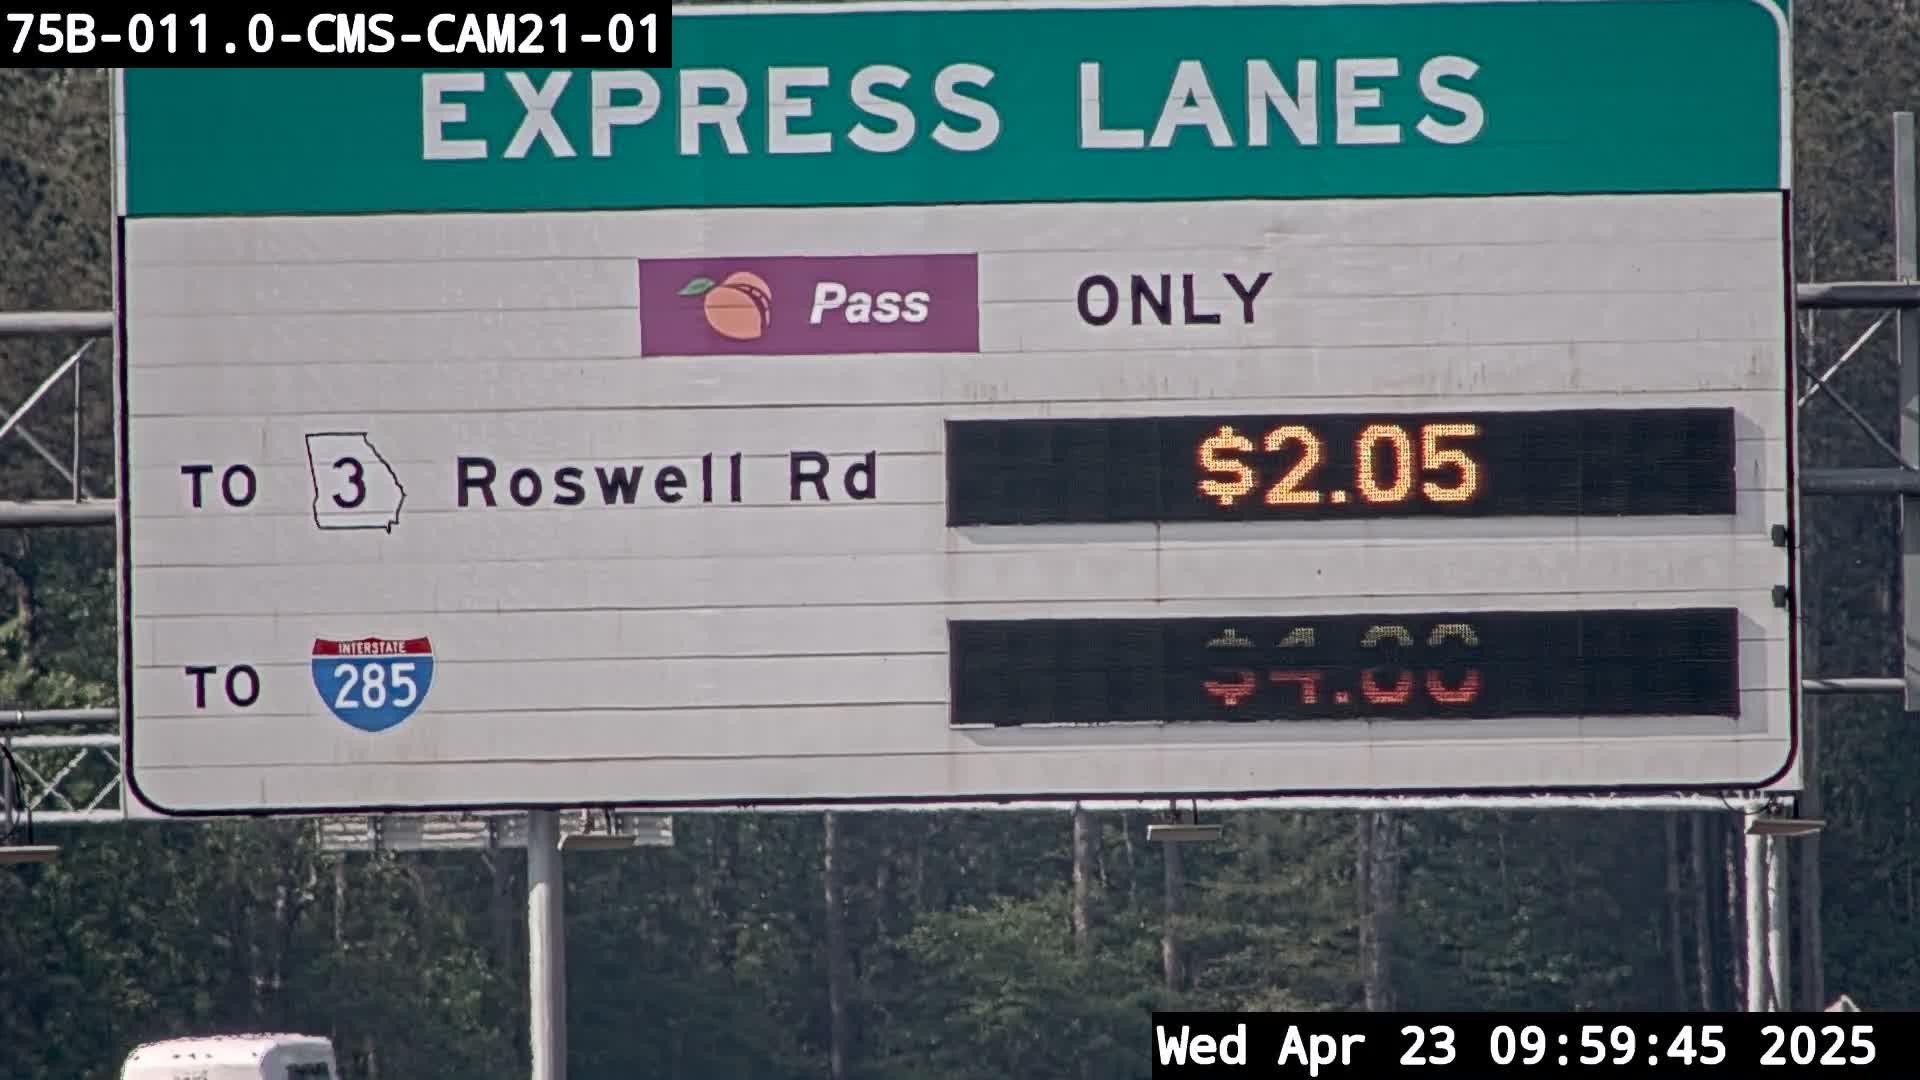 75B-011.0-CMS-CAM21-01
EXPRESS LANES
Pass ONLY
TO 3 Roswell Rd $2.05
TO INTERSTATE 285
Wed Apr 23 09:59:45 2025